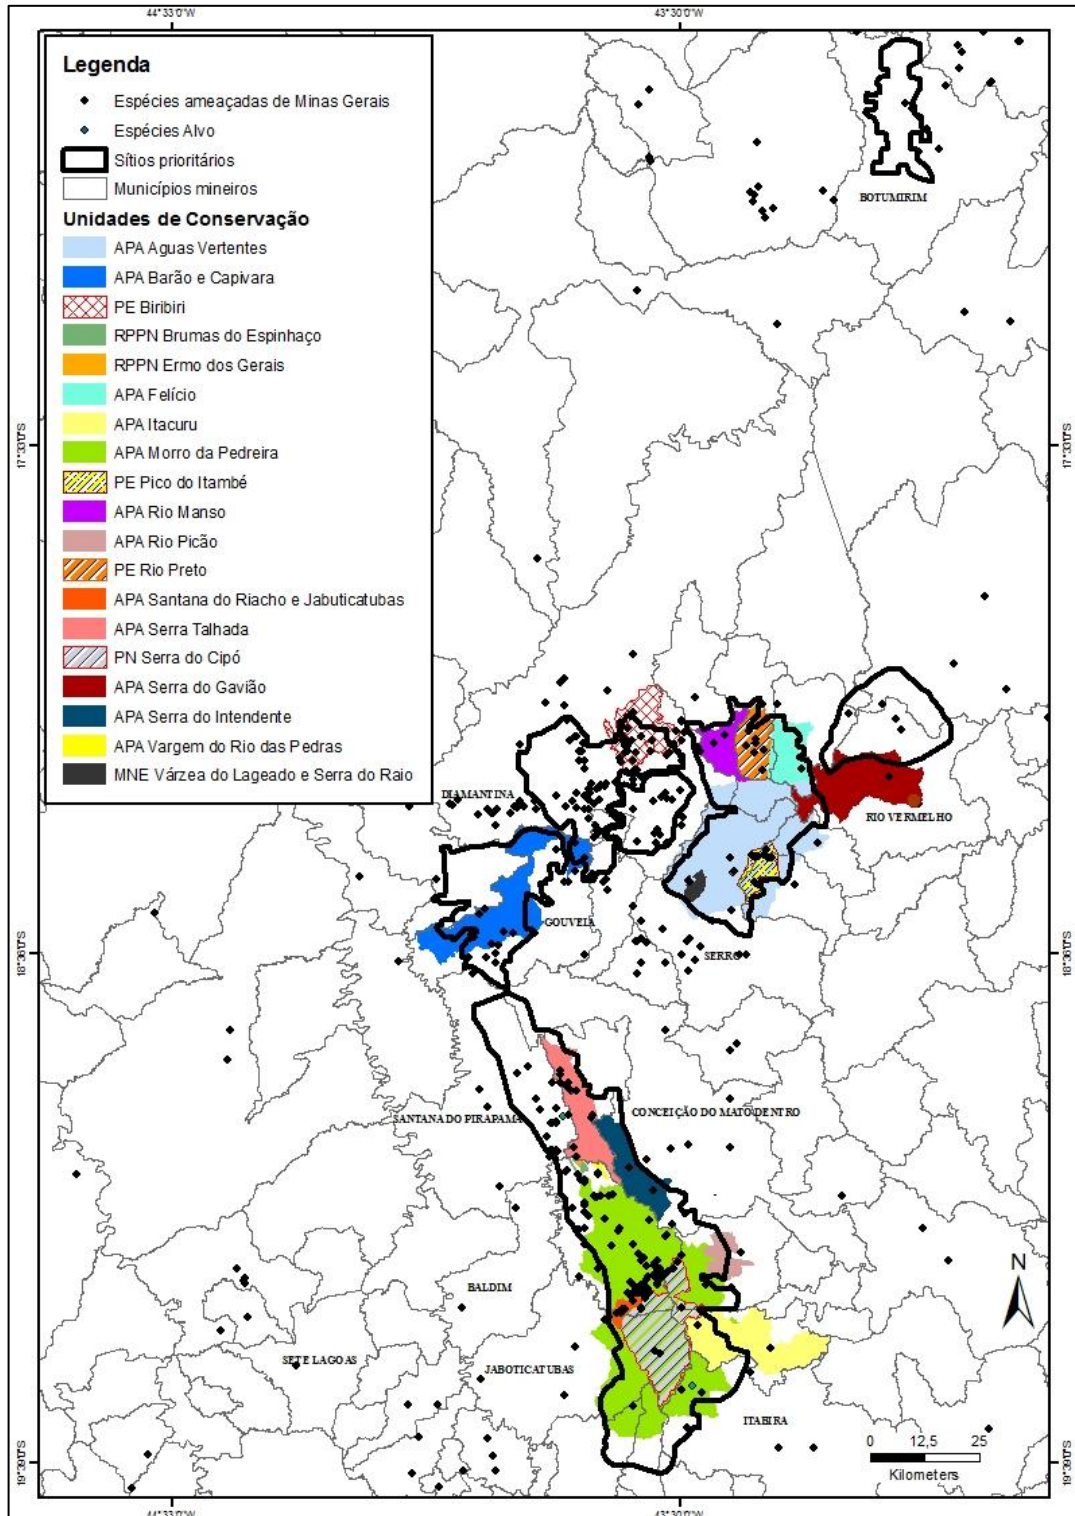 44°33'0"W
43°30'0"W
Legenda
Espécies ameaçadas de Minas Gerais
Espécies Alvo
Sítios prioritários
Municípios mineiros
Unidades de Conservação
APA Aguas Vertentes
APA Barão e Capivara
PE Biribiri
RPPN Brumas do Espinhaço
RPPN Ermo dos Gerais
APA Felício
APA Itacuru
APA Morro da Pedreira
PE Pico do Itambé
APA Rio Manso
APA Rio Picão
PE Rio Preto
APA Santana do Riacho e Jabuticatubas
APA Serra Talhada
PN Serra do Cipó
APA Serra do Gavião
APA Serra do Intendente
APA Vargem do Rio das Pedras
MNE Várzea do Lageado e Serra do Raio
BOTUMIRIM
17°33'0"S
17°33'0"S
DIAMANTINA
RIO VERMELHO
GOUVEIA
SERRO
18°36'0"S
18°36'0"S
SANTANA DO PIRAPAMA
CONCEIÇÃO DO MATO DENTRO
BALDIM
N
SETE LAGOAS
JABOTICATUBAS
ITABIRA
0 12,5 25
Kilometers
19°39'0"S
19°39'0"S
44°33'0"W
43°30'0"W